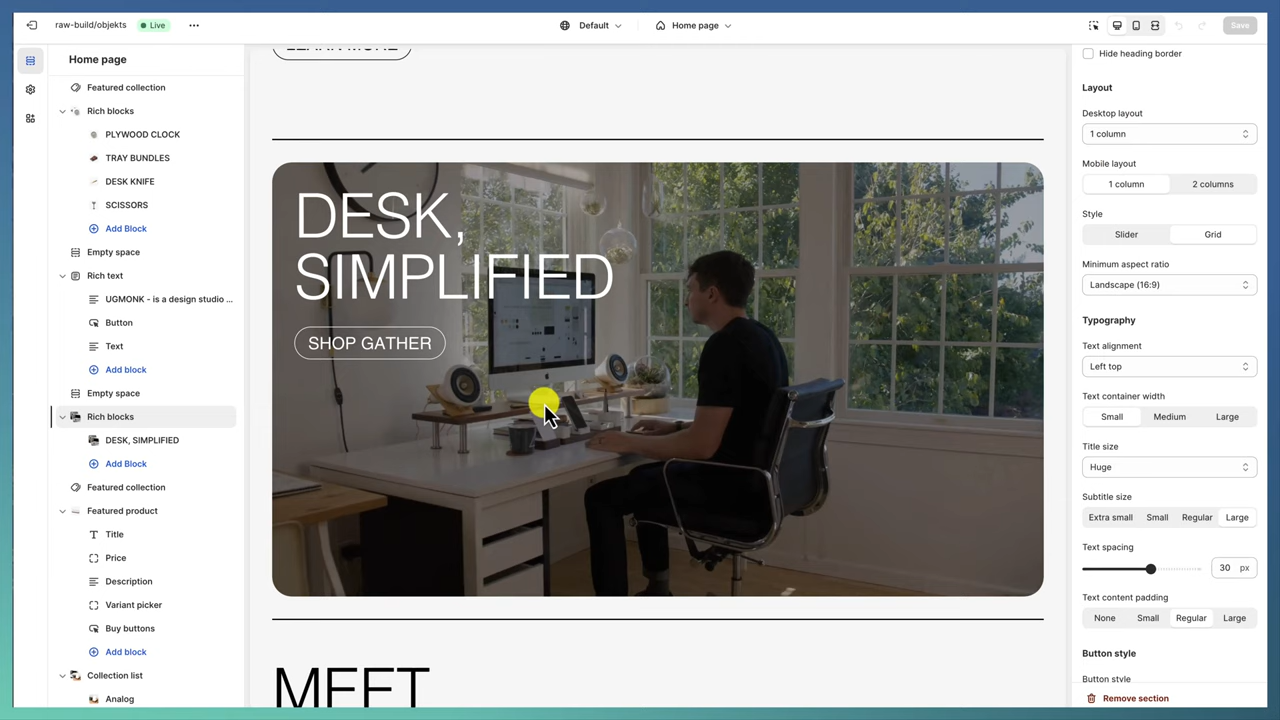 raw-build/objekts
Live
Default
Home page
Save
Home page
Featured collection
Rich blocks
PLYWOOD CLOCK
TRAY BUNDLES
DESK KNIFE
SCISSORS
Add Block
Empty space
Rich text
UGMONK - is a design studio ...
Button
Text
Add block
Empty space
Rich blocks
DESK, SIMPLIFIED
Add Block
Featured collection
Featured product
Title
Price
Description
Variant picker
Buy buttons
Add block
Collection list
Analog
LEARN MORE
DESK,
SIMPLIFIED
SHOP GATHER
MEET
Hide heading border
Layout
Desktop layout
1 column
Mobile layout
1 column 2 columns
Style
Slider Grid
Minimum aspect ratio
Landscape (16:9)
Typography
Text alignment
Left top
Text container width
Small Medium Large
Title size
Huge
Subtitle size
Extra small Small Regular Large
Text spacing
30 px
Text content padding
None Small Regular Large
Button style
Button style
Remove section